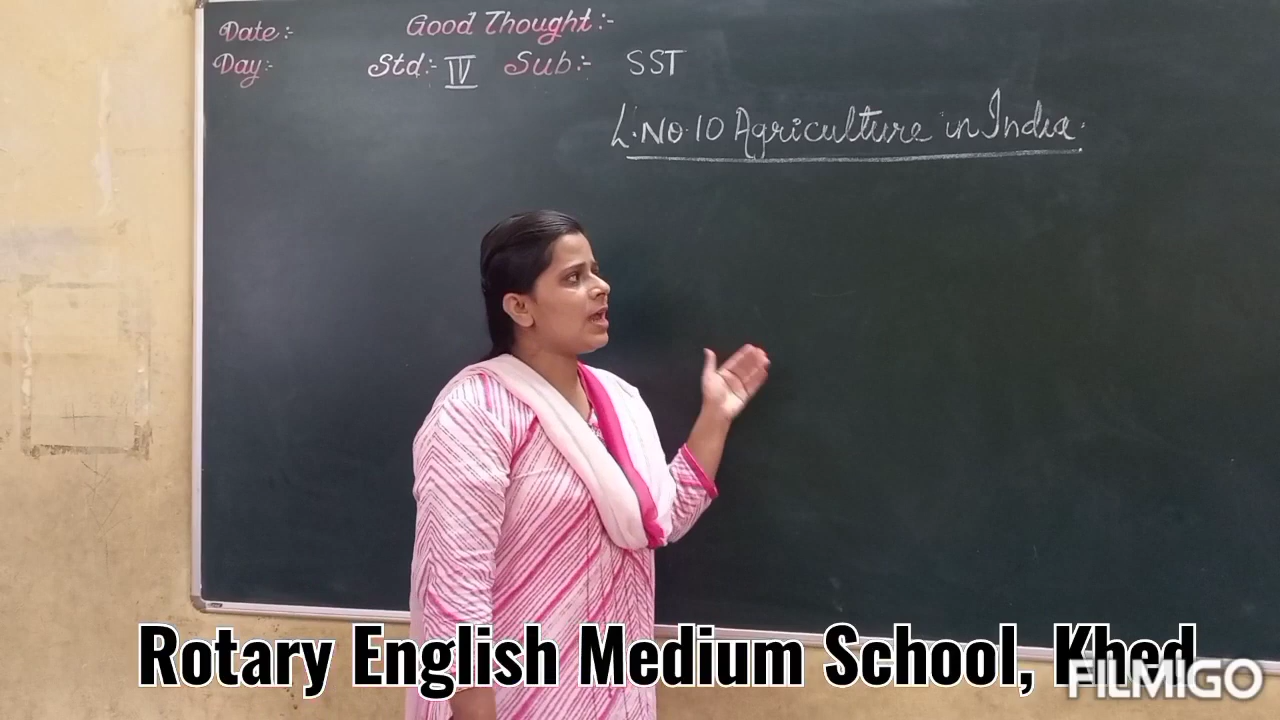 Date:- Good Thought:-
Day:- Std:- IV Sub:- SST
L.No.10 Agriculture in India.
Rotary English Medium School, Khed.
FILMIGO